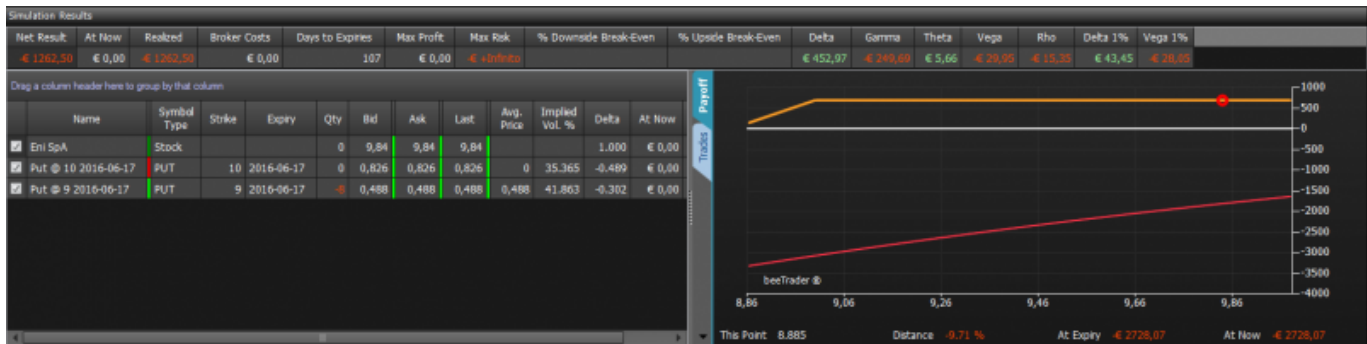 Simulation Results
Net Result At Now Realzed Broker Costs Days to Expiries Max Profit Max Risk % Downside Break-Even % Upside Break-Even Delta Gamma Theta Vega Rho Delta 1% Vega 1%
-€ 1262,50 € 0,00 -€ 1262,50 € 0,00 107 € 0,00 -€ +Infinito € 452,97 -€ 249,69 € 5,66 -€ 29,95 -€ 15,35 € 43,45 -€ 28,05
Drag a column header here to group by that column
Name Symbol Type Strike Expiry Qty Bid Ask Last Avg. Price Implied Vol. % Delta At Now
Eni SpA Stock 0 9,84 9,84 9,84 1.000 € 0,00
Put @ 10 2016-06-17 PUT 10 2016-06-17 0 0,826 0,826 0,826 0 35.365 -0.489 € 0,00
Put @ 9 2016-06-17 PUT 9 2016-06-17 0,488 0,488 0,488 0,488 41.863 -0.302 € 0,00
Payoff
Trades
1000
500
0
-500
-1000
-1500
-2000
-2500
-3000
-3500
-4000
beeTrader ®
8,86 9,06 9,26 9,46 9,66 9,86
This Point 8.885 Distance -9.71 % At Expiry -€ 2728,07 At Now -€ 2728,07